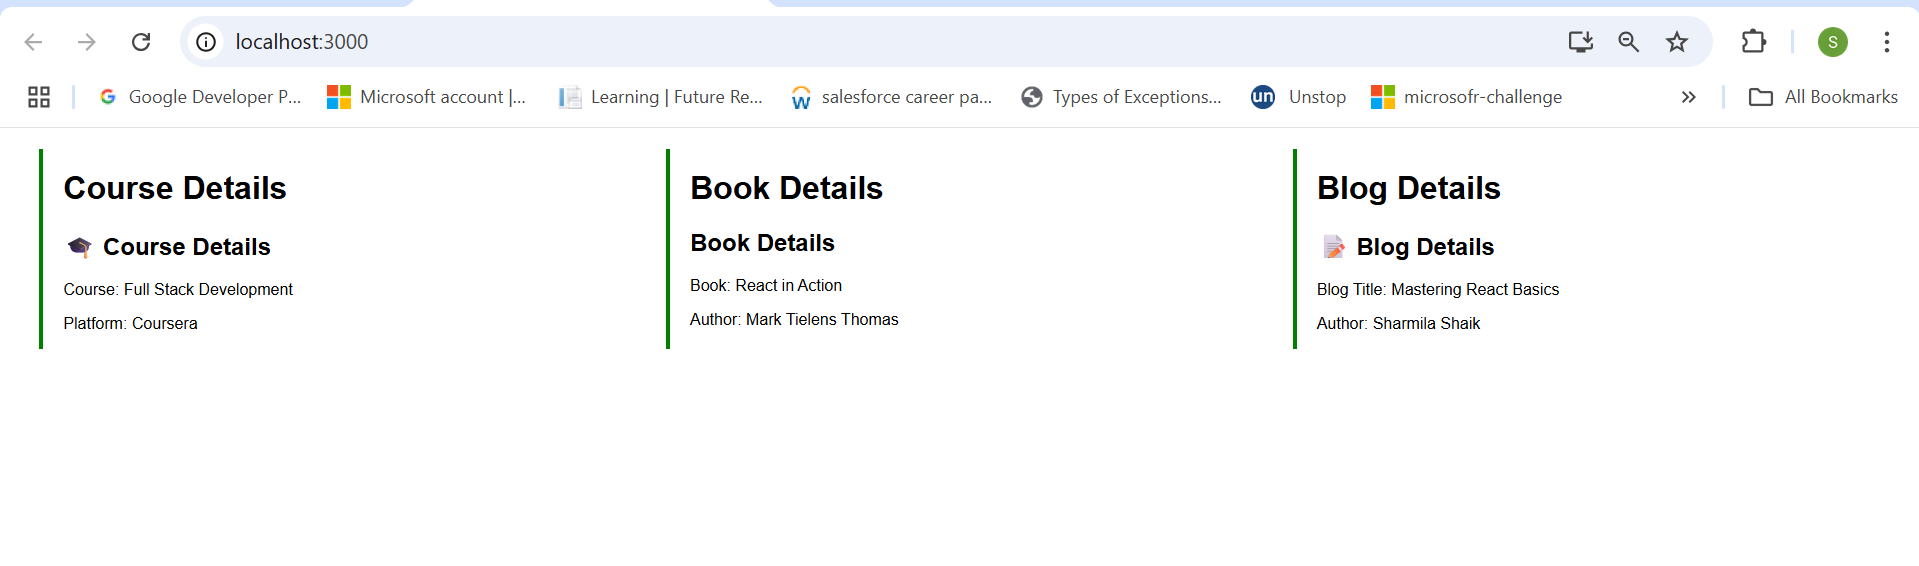 localhost:3000
Google Developer P...
Microsoft account |...
Learning | Future Re...
salesforce career pa...
Types of Exceptions...
un
Unstop
microsofr-challenge
All Bookmarks
S
Course Details
Course Details
Course: Full Stack Development
Platform: Coursera
Book Details
Book Details
Book: React in Action
Author: Mark Tielens Thomas
Blog Details
Blog Details
Blog Title: Mastering React Basics
Author: Sharmila Shaik